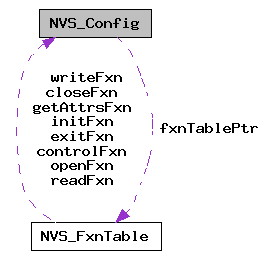 NVS_Config
writeFxn
closeFxn
getAttrsFxn
initFxn
exitFxn
controlFxn
openFxn
readFxn
fxnTablePtr
NVS_FxnTable